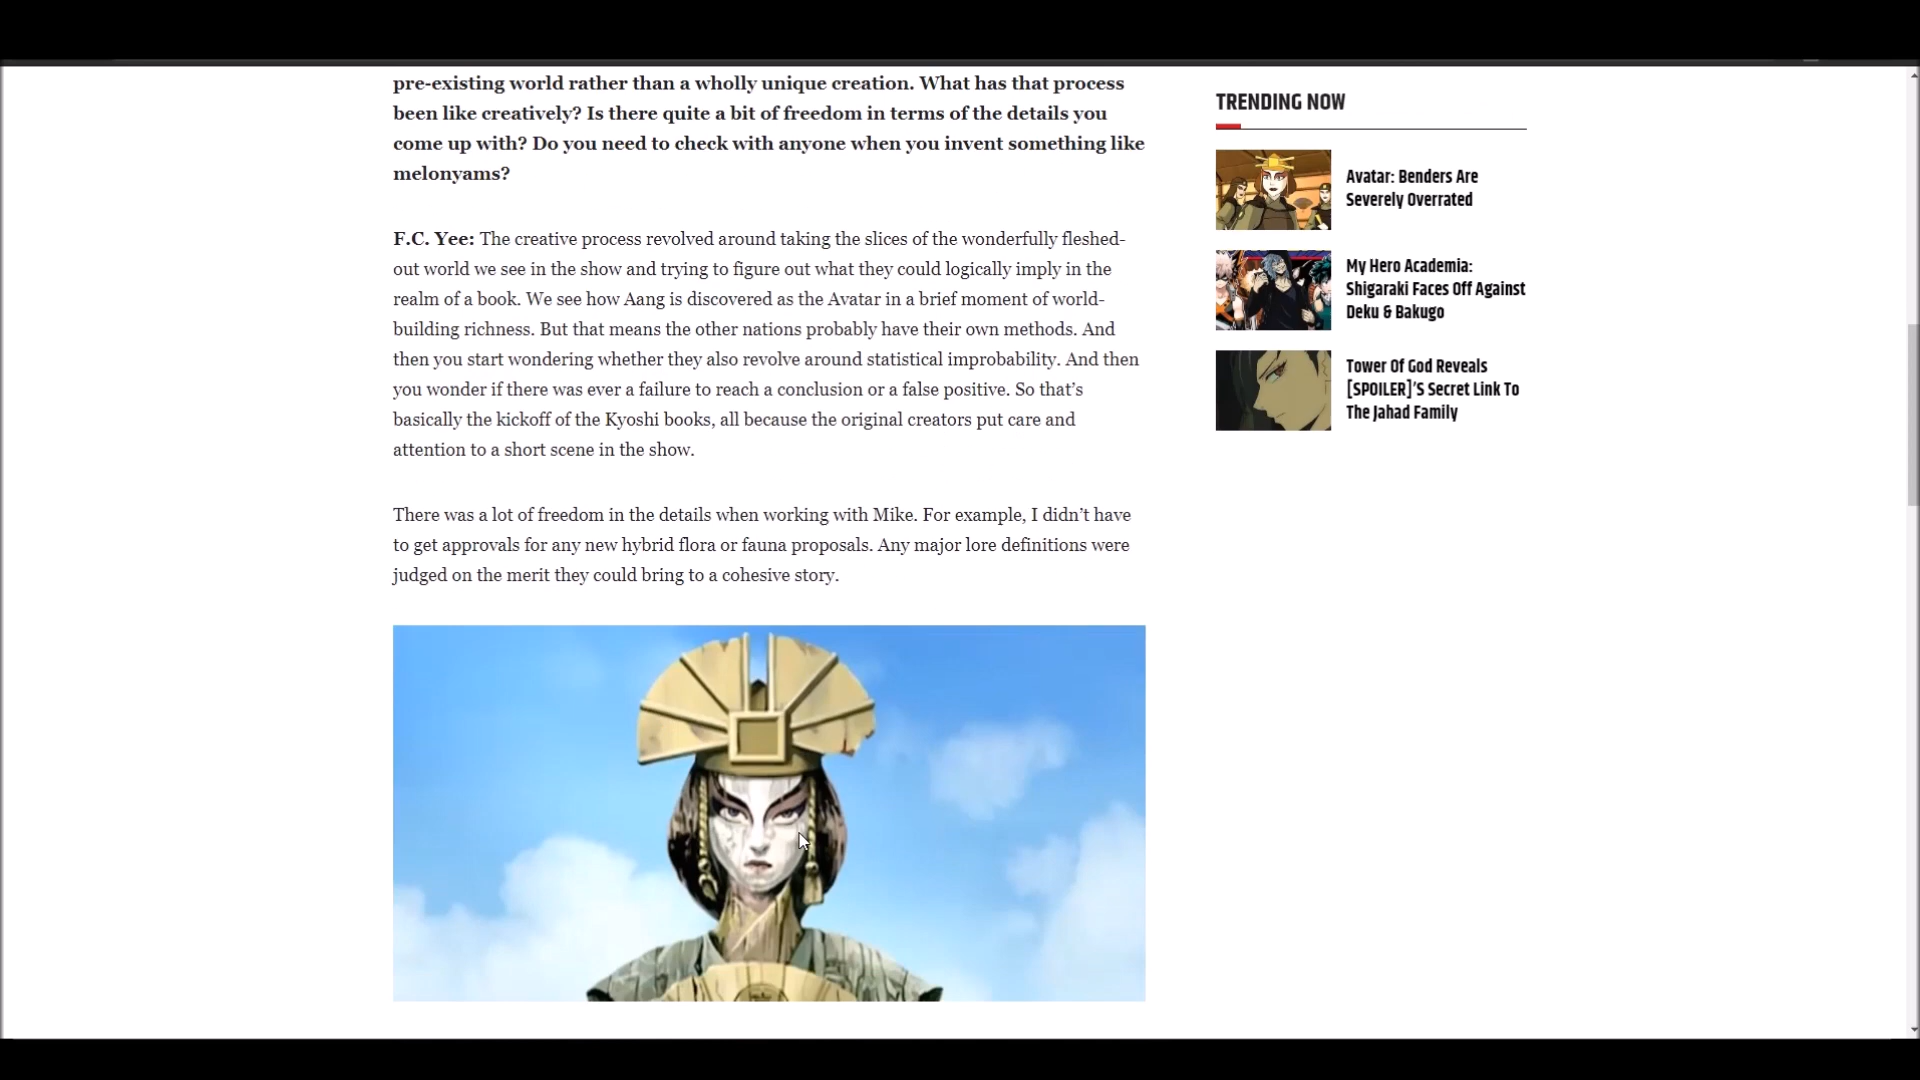 pre-existing world rather than a wholly unique creation. What has that process
been like creatively? Is there quite a bit of freedom in terms of the details you
come up with? Do you need to check with anyone when you invent something like
melonyams?
F.C. Yee: The creative process revolved around taking the slices of the wonderfully fleshed-
out world we see in the show and trying to figure out what they could logically imply in the
realm of a book. We see how Aang is discovered as the Avatar in a brief moment of world-
building richness. But that means the other nations probably have their own methods. And
then you start wondering whether they also revolve around statistical improbability. And then
you wonder if there was ever a failure to reach a conclusion or a false positive. So that’s
basically the kickoff of the Kyoshi books, all because the original creators put care and
attention to a short scene in the show.
There was a lot of freedom in the details when working with Mike. For example, I didn’t have
to get approvals for any new hybrid flora or fauna proposals. Any major lore definitions were
judged on the merit they could bring to a cohesive story.
TRENDING NOW
Avatar: Benders Are
Severely Overrated
My Hero Academia:
Shigaraki Faces Off Against
Deku & Bakugo
Tower Of God Reveals
[SPOILER]’S Secret Link To
The Jahad Family